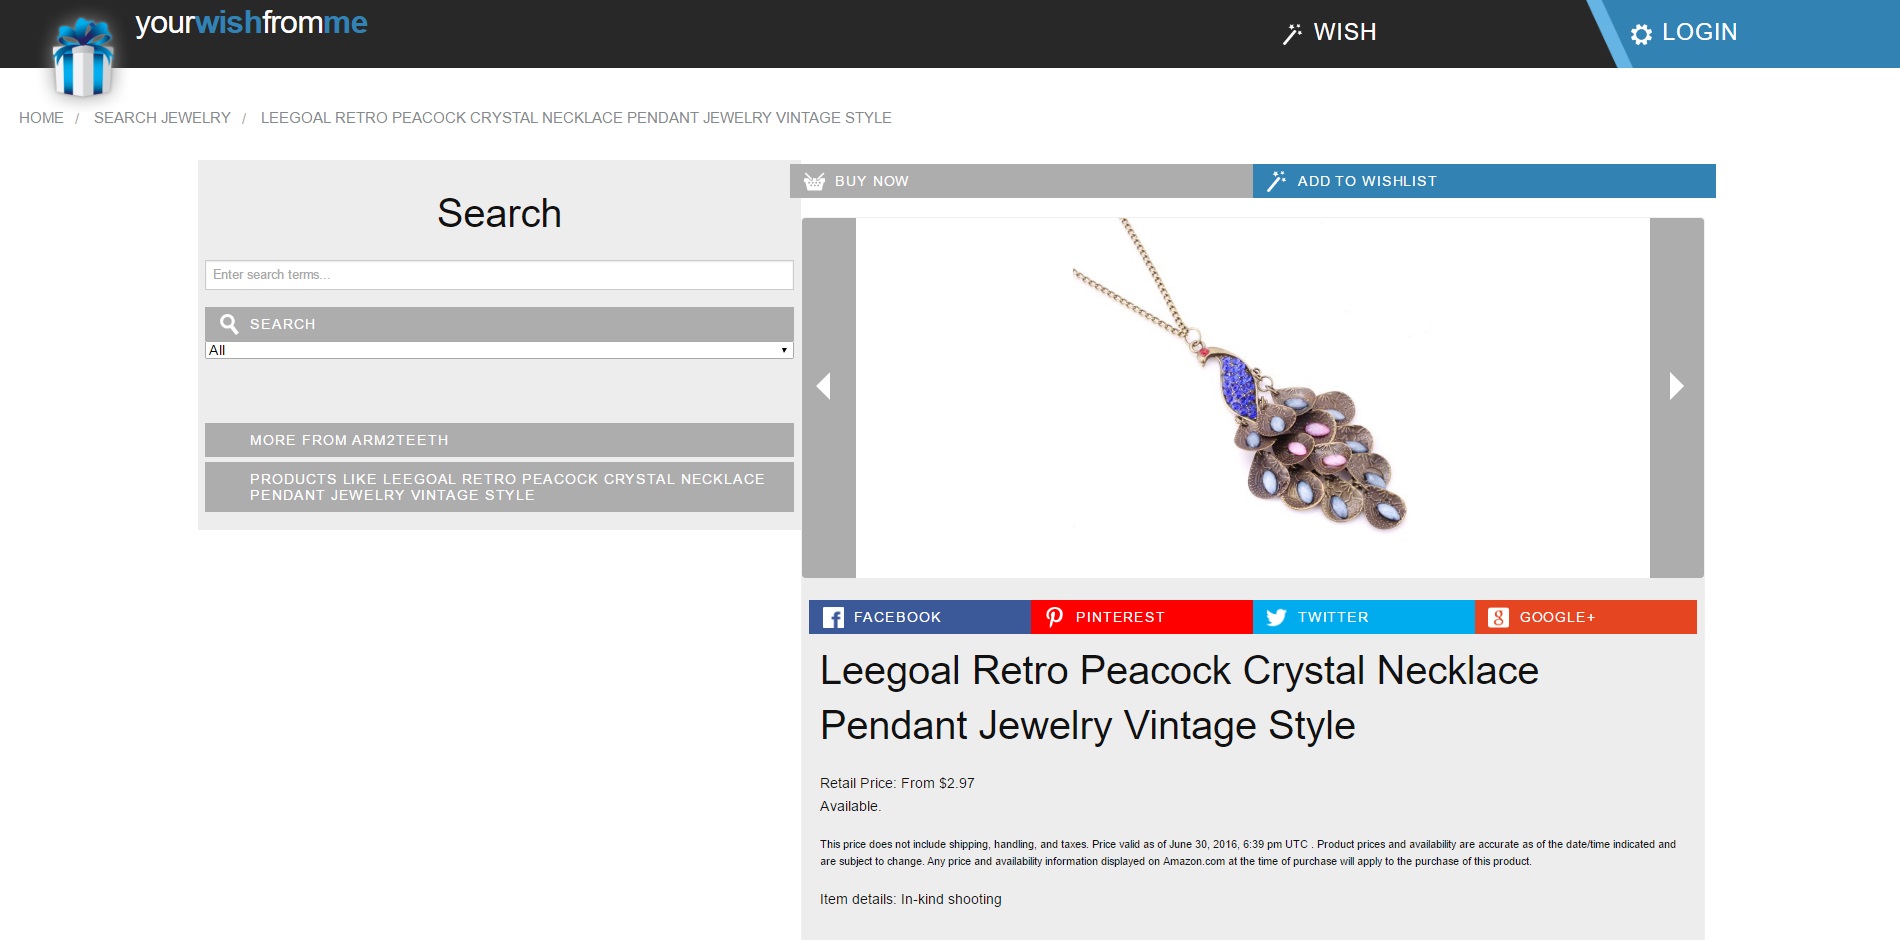 yourwishfromme
WISH
LOGIN
HOME / SEARCH JEWELRY / LEEGOAL RETRO PEACOCK CRYSTAL NECKLACE PENDANT JEWELRY VINTAGE STYLE
Search
Enter search terms...
SEARCH
All
MORE FROM ARM2TEETH
PRODUCTS LIKE LEEGOAL RETRO PEACOCK CRYSTAL NECKLACE
PENDANT JEWELRY VINTAGE STYLE
BUY NOW
ADD TO WISHLIST
FACEBOOK
PINTEREST
TWITTER
GOOGLE+
Leegoal Retro Peacock Crystal Necklace
Pendant Jewelry Vintage Style
Retail Price: From $2.97
Available.
This price does not include shipping, handling, and taxes. Price valid as of June 30, 2016, 6:39 pm UTC . Product prices and availability are accurate as of the date/time indicated and
are subject to change. Any price and availability information displayed on Amazon.com at the time of purchase will apply to the purchase of this product.
Item details: In-kind shooting